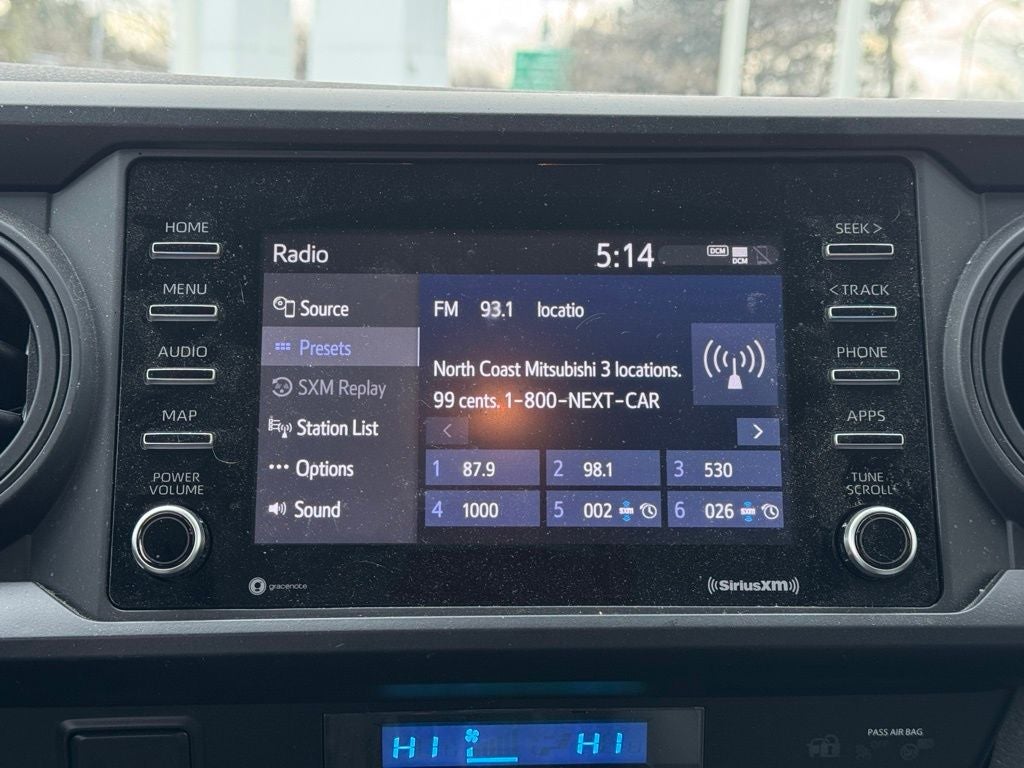 HOME
MENU
AUDIO
MAP
POWER
VOLUME
Radio 5:14 DCM DCM
Source
Presets
SXM Replay
Station List
Options
Sound
FM 93.1 locatio
North Coast Mitsubishi 3 locations.
99 cents. 1-800-NEXT-CAR
< >
1 87.9 2 98.1 3 530
4 1000 5 002 sxm 6 026 sxm
SEEK >
< TRACK
PHONE
APPS
TUNE
SCROLL
gracenote
((SiriusXM))
HI HI
PASS AIR BAG